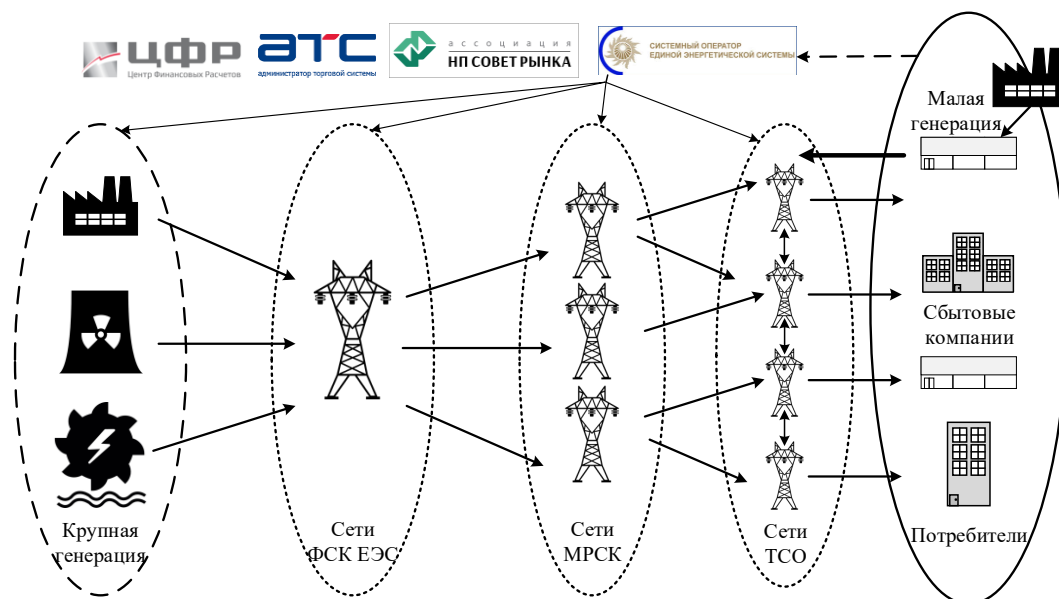 ЦФР
Центр Финансовых Расчетов
АТС
администратор торговой системы
ассоциация
НП СОВЕТ РЫНКА
СИСТЕМНЫЙ ОПЕРАТОР
ЕДИНОЙ ЭНЕРГЕТИЧЕСКОЙ СИСТЕМЫ
Малая
генерация
Сбытовые
компании
Крупная
генерация
Сети
ФСК ЕЭС
Сети
МРСК
Сети
ТСО
Потребители